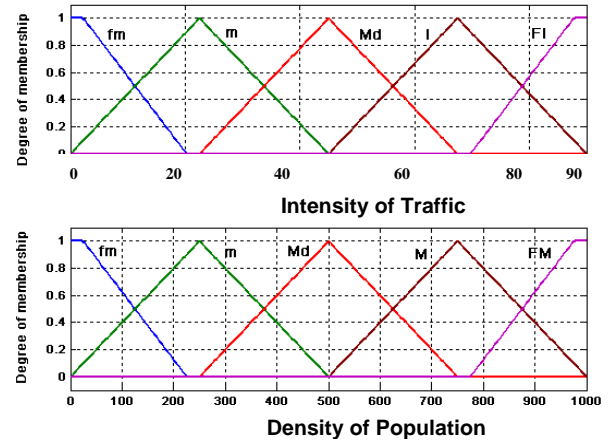 Degree of membership
1
0.8
0.6
0.4
0.2
0
fm
m
Md
I
FI
0 20 40 60 80 90
Intensity of Traffic
Degree of membership
1
0.8
0.6
0.4
0.2
0
fm
m
Md
M
FM
0 100 200 300 400 500 600 700 800 900 1000
Density of Population